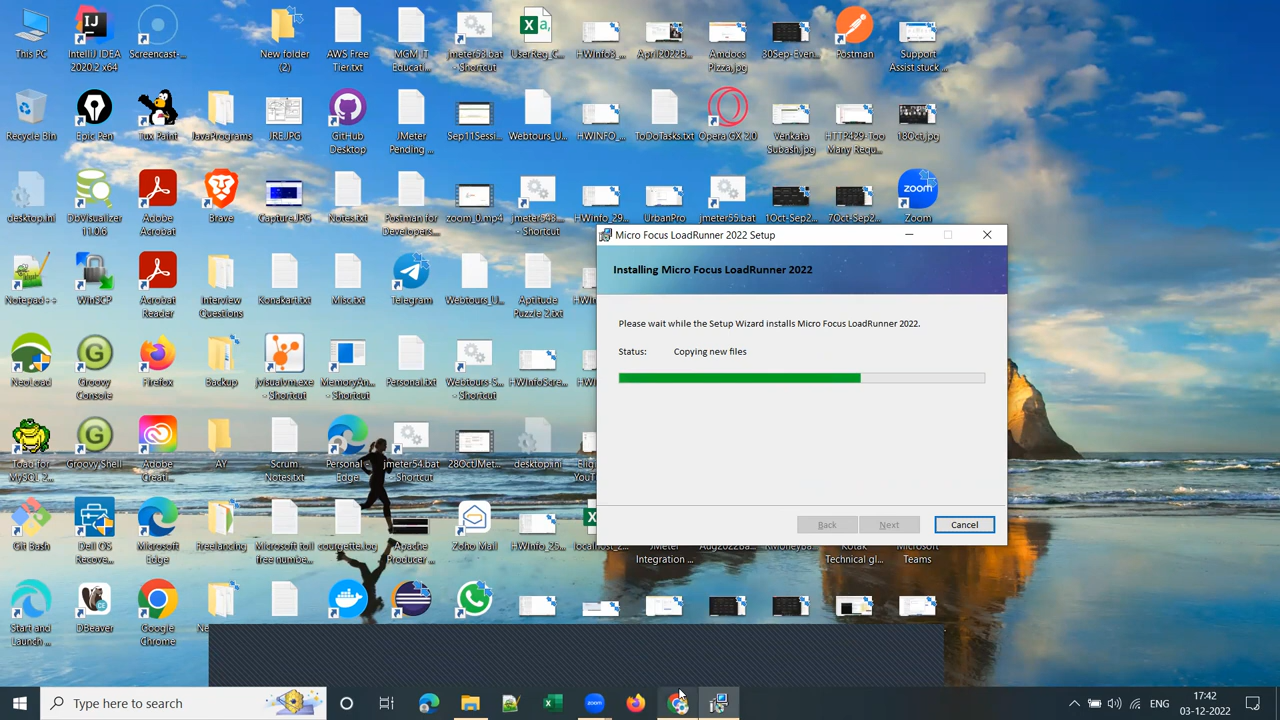 This PC
IntelliJ IDEA
2020.2 x64
Screencast-...
New folder
(2)
AWS Free
Tier.txt
MGM IT
Educati...
jmeter53.bat
- Shortcut
UserReg_C...
HWInfoS...
April2022B...
Amdocs
Pizza.jpg
30Sep-Even...
Postman
Support
Assist stuck ...
Recycle Bin
Epic Pen
Tux Paint
JavaPrograms
JRE.JPG
GitHub
Desktop
JMeter
Pending ...
Sep11Sessi...
Webtours_U...
HWINFO_...
ToDoTasks.txt
Opera GX 2.0
Venkata
Subash.jpg
HTTP429-Too
Many Requ...
18Oct.jpg
desktop.ini
DbVisualizer
11.0.6
Adobe
Acrobat
Brave
Capture.JPG
Notes.txt
Postman for
Developers...
zoom_0.mp4
- Shortcut
HWinfo_29...
UrbanPro
jmeter55.bat
1Oct-Sep2...
7Oct-Sep2...
zoom
Zoom
Micro Focus LoadRunner 2022 Setup
Installing Micro Focus LoadRunner 2022
Please wait while the Setup Wizard installs Micro Focus LoadRunner 2022.
Status: Copying new files
Back
Next
Cancel
Notepad++
WinSCP
Acrobat
Reader
Interview
Questions
Konakart.txt
Misc.txt
Telegram
Webtours_U...
Aptitude
Puzzle 2.txt
NeoLoad
Groovy
Console
Firefox
Backup
jvisualvm.exe
- Shortcut
MemoryAn...
- Shortcut
Personal.txt
Webtours-S...
- Shortcut
HWInfoScre...
Toad for
MySQL 2...
Groovy Shell
Adobe
Creati...
AY
Scrum
Notes.txt
Personal -
Edge
jmeter54.bat
- Shortcut
28OctJMet...
desktop.ini
Git Bash
Dell OS
Recove...
Microsoft
Edge
Freelancing
Microsoft toll
free numbe...
courgette.log
Apache
Producer ...
Zoho Mail
HWInfo_25...
localhost_2...
JMeter
Integration ...
Aug2022Ba...
Kotak
Technical gl...
Microsoft
Teams
Start and
Launch ...
DBeaver
Google
Chrome
Type here to search
zoom
ENG
17:42
03-12-2022